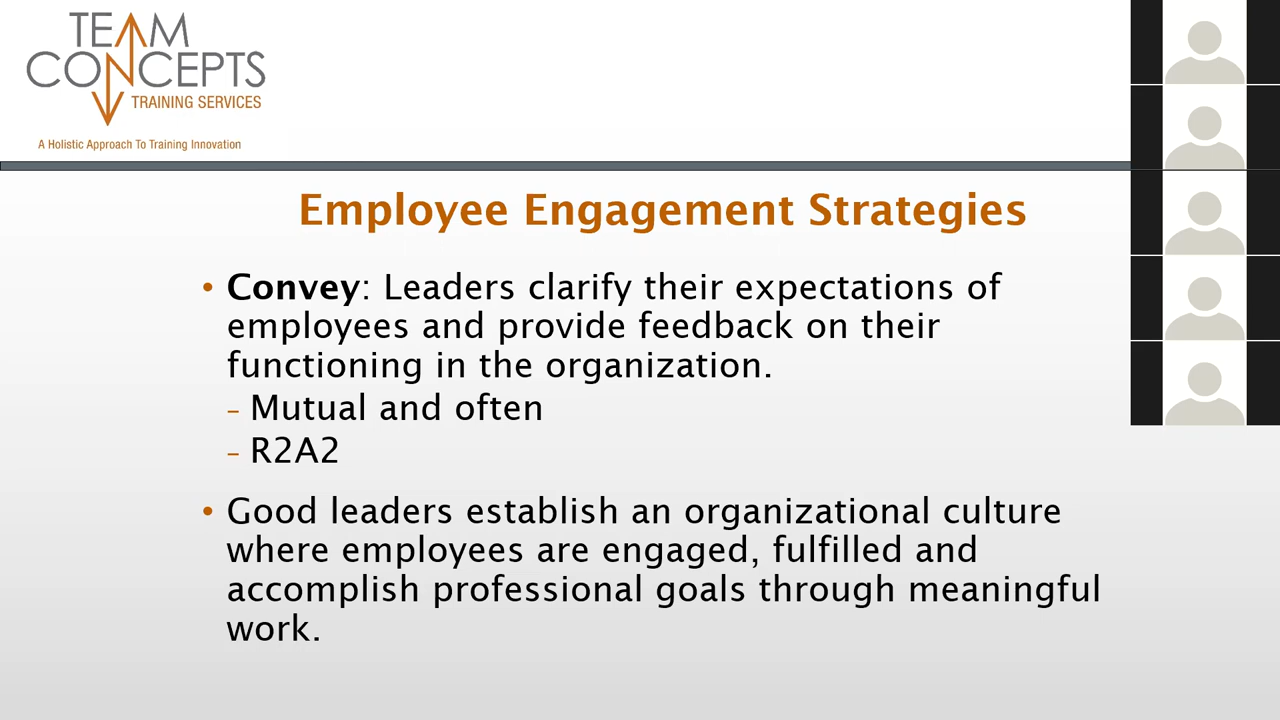 TEAM
CONCEPTS
TRAINING SERVICES
A Holistic Approach To Training Innovation
Employee Engagement Strategies
• Convey: Leaders clarify their expectations of
employees and provide feedback on their
functioning in the organization.
– Mutual and often
– R2A2
• Good leaders establish an organizational culture
where employees are engaged, fulfilled and
accomplish professional goals through meaningful
work.